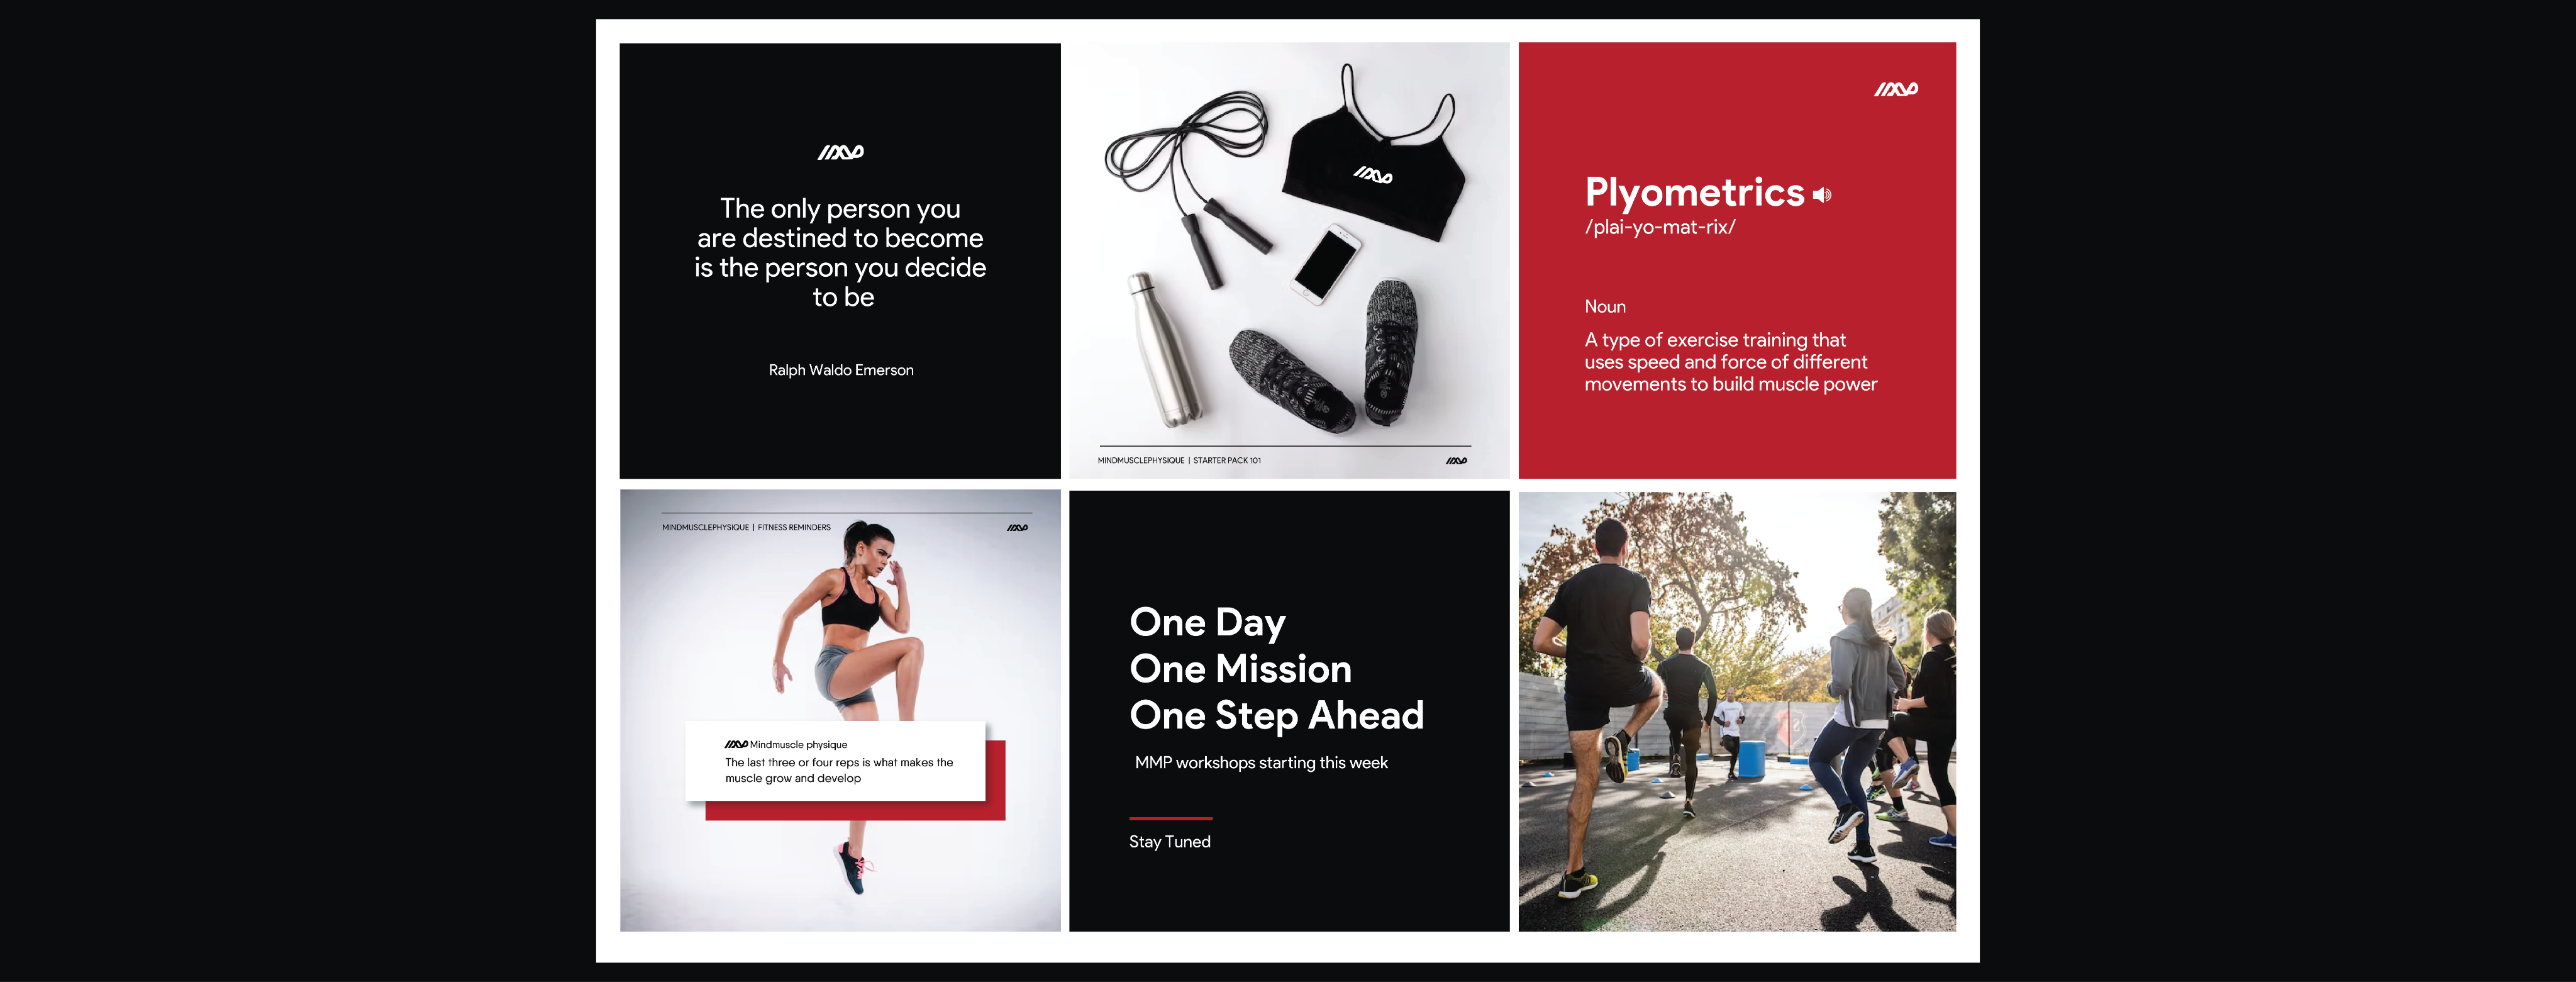 The only person you
are destined to become
is the person you decide
to be
Ralph Waldo Emerson
MINDMUSCLEPHYSIQUE | STARTER PACK 101
Plyometrics
/plai-yo-mat-rix/
Noun
A type of exercise training that
uses speed and force of different
movements to build muscle power
MINDMUSCLEPHYSIQUE | FITNESS REMINDERS
Mindmuscle physique
The last three or four reps is what makes the
muscle grow and develop
One Day
One Mission
One Step Ahead
MMP workshops starting this week
Stay Tuned